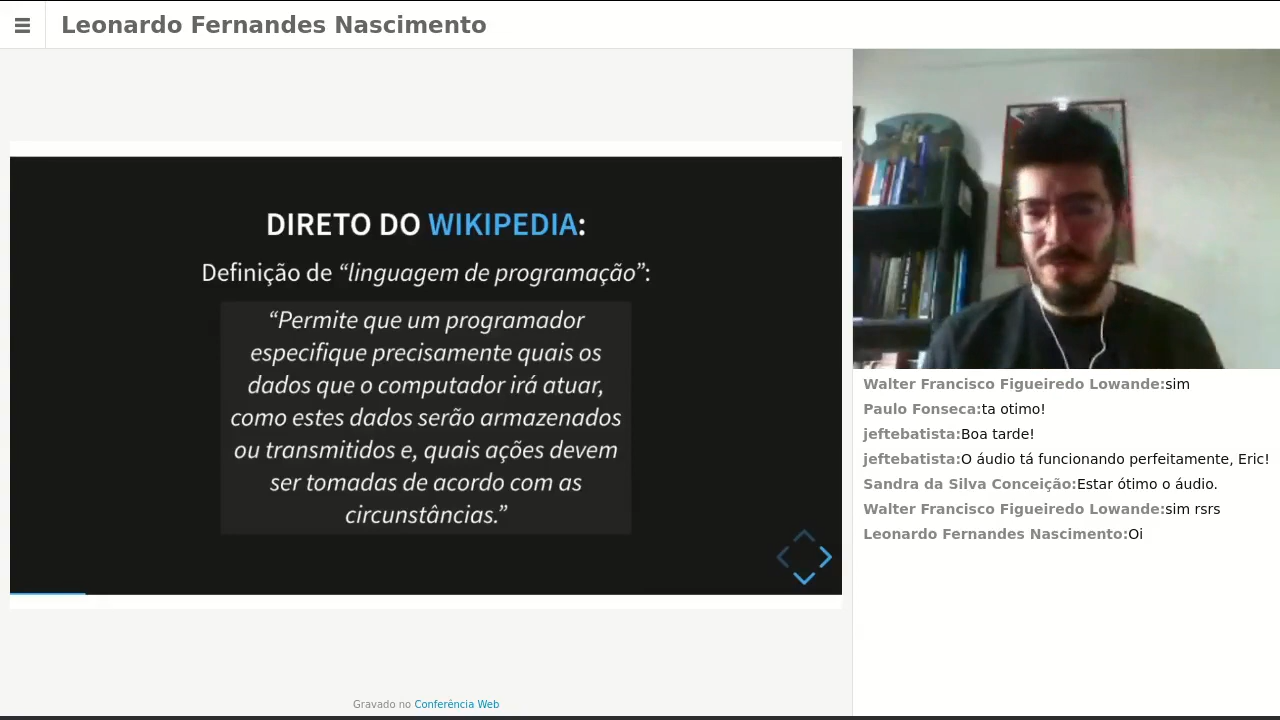 Leonardo Fernandes Nascimento
DIRETO DO WIKIPEDIA:
Definição de “linguagem de programação”:
“Permite que um programador
especifique precisamente quais os
dados que o computador irá atuar,
como estes dados serão armazenados
ou transmitidos e, quais ações devem
ser tomadas de acordo com as
circunstâncias.”
Walter Francisco Figueiredo Lowande:sim
Paulo Fonseca:ta otimo!
jeftebatista:Boa tarde!
jeftebatista:O áudio tá funcionando perfeitamente, Eric!
Sandra da Silva Conceição:Estar ótimo o áudio.
Walter Francisco Figueiredo Lowande:sim rsrs
Leonardo Fernandes Nascimento:Oi
Gravado no Conferência Web